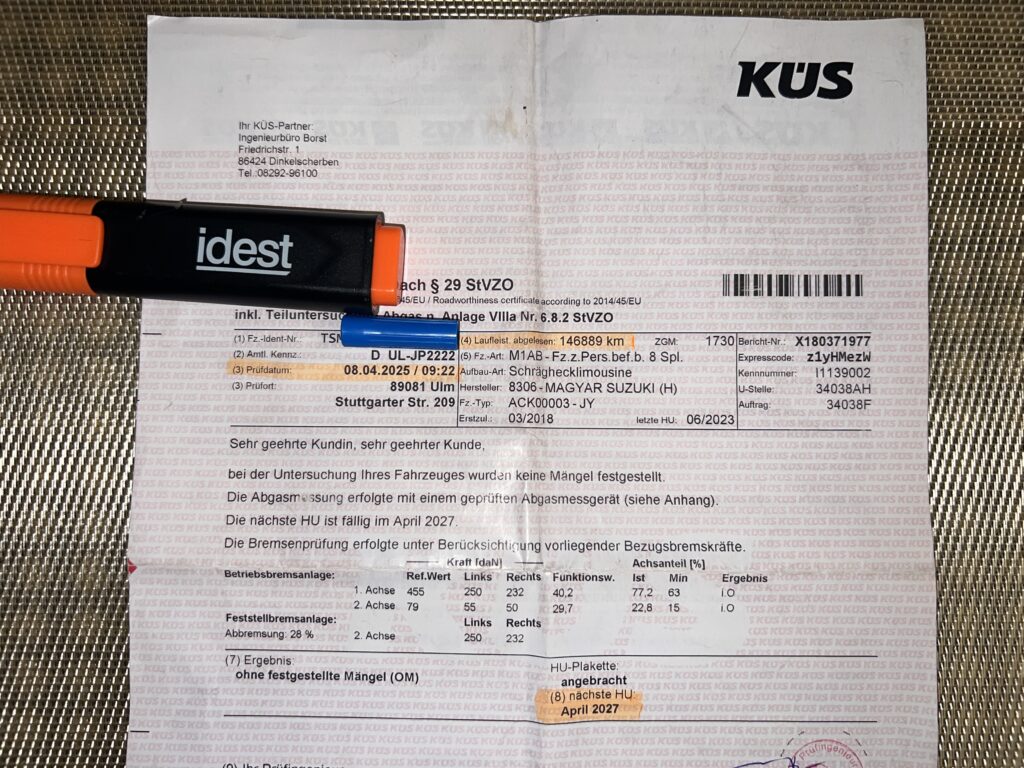 KÜS
Ihr KÜS-Partner:
Ingenieurbüro Borst
Friedrichstr. 1
86424 Dinkelscherben
Tel.:08292-96100
idest
nach § 29 StVZO
/45/EU / Roadworthiness certificate according to 2014/45/EU
inkl. Teiluntersuchung Abgas n. Anlage VIIIa Nr. 6.8.2 StVZO
(1) Fz.-Ident-Nr.: TSM (4) Laufleist. abgelesen: 146889 km ZGM: 1730 Bericht-Nr.: X180371977
(2) Amtl. Kennz.: D UL-JP2222 (5) Fz.-Art: M1AB - Fz.z.Pers.bef.b. 8 Spl. Expresscode: z1yHMezW
(3) Prüfdatum: 08.04.2025 / 09:22 Aufbau-Art: Schräghecklimousine Kennnummer: I1139002
(3) Prüfort: 89081 Ulm Hersteller: 8306 - MAGYAR SUZUKI (H) U-Stelle: 34038AH
Stuttgarter Str. 209 Fz.-Typ: ACK00003 - JY Auftrag: 34038F
Erstzul.: 03/2018 letzte HU: 06/2023
Sehr geehrte Kundin, sehr geehrter Kunde,
bei der Untersuchung Ihres Fahrzeuges wurden keine Mängel festgestellt.
Die Abgasmessung erfolgte mit einem geprüften Abgasmessgerät (siehe Anhang).
Die nächste HU ist fällig im April 2027.
Die Bremsenprüfung erfolgte unter Berücksichtigung vorliegender Bezugsbremskräfte.
Kraft [daN] Achsanteil [%]
Betriebsbremsanlage: Ref.Wert Links Rechts Funktionsw. Ist Min Ergebnis
1. Achse 455 250 232 40,2 77,2 63 i.O
2. Achse 79 55 50 29,7 22,8 15 i.O
Feststellbremsanlage: Links Rechts
Abbremsung: 28 % 2. Achse 250 232
(7) Ergebnis: HU-Plakette:
ohne festgestellte Mängel (OM) angebracht
(8) nächste HU:
April 2027
Prüfingenieur
(9) Ihr Prüfingenieur